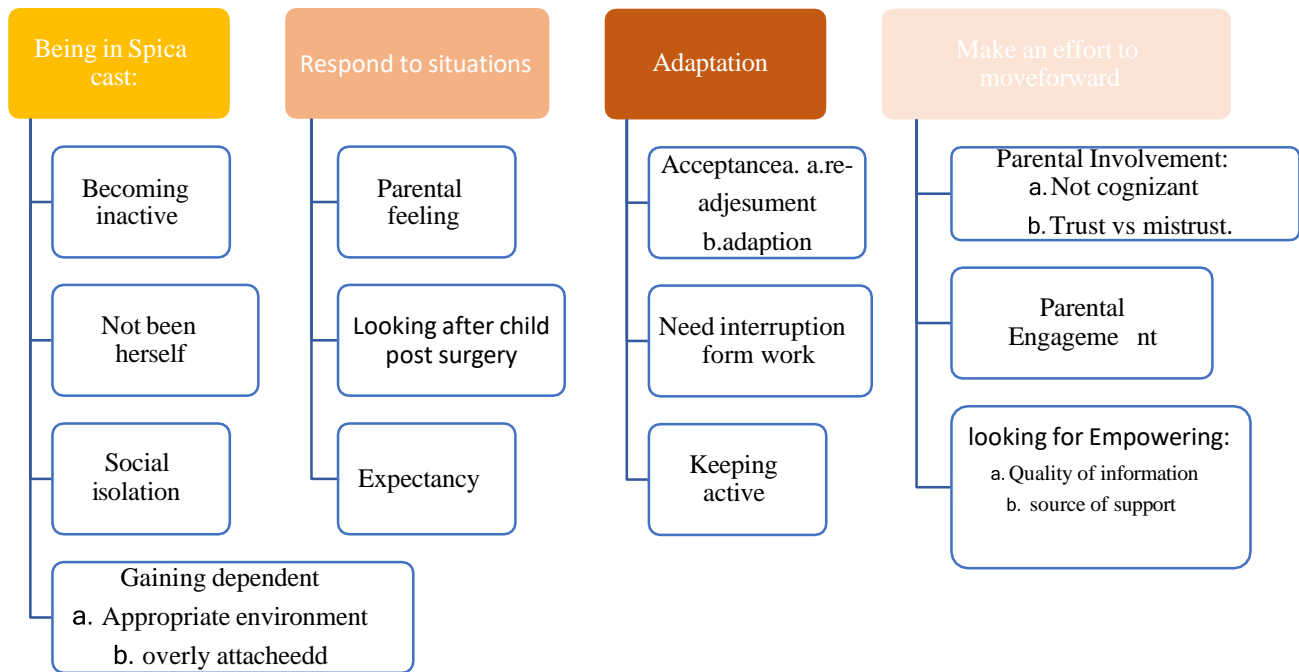 Being in Spica
cast:
Becoming
inactive
Not been
herself
Social
isolation
Gaining dependent
a. Appropriate environment
b. overly attacheedd
Respond to situations
Parental
feeling
Looking after child
post surgery
Expectancy
Adaptation
Acceptancea. a.re-
adjesument
b.adaption
Need interruption
form work
Keeping
active
Make an effort to
moveforward
Parental Involvement:
a. Not cognizant
b. Trust vs mistrust.
Parental
Engageme nt
looking for Empowering:
a. Quality of information
b. source of support